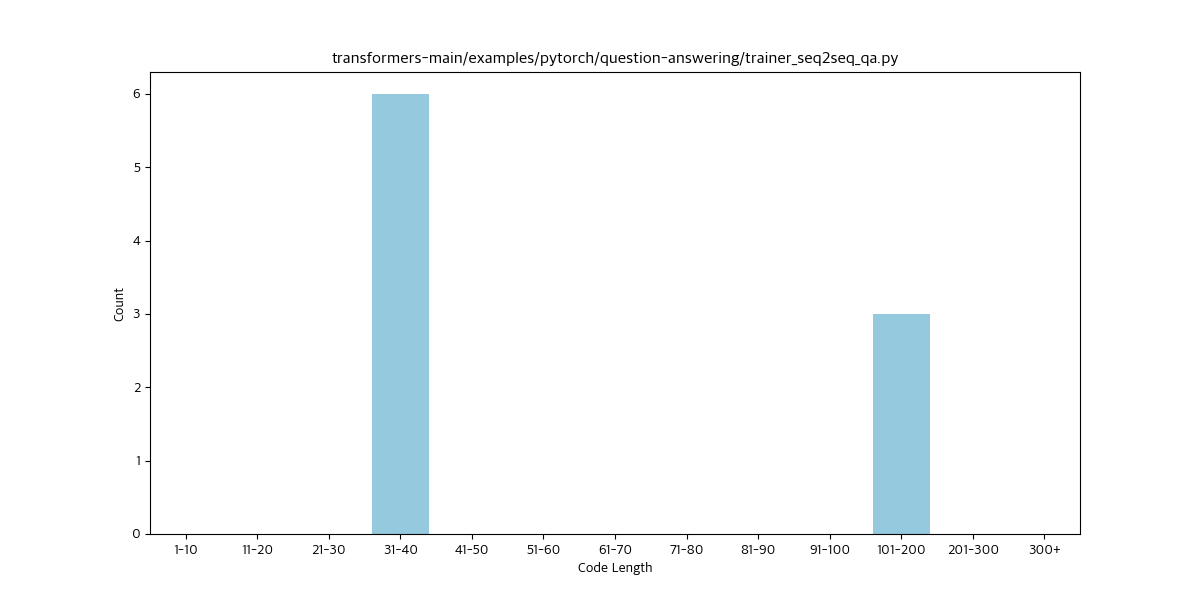 transformers-main/examples/pytorch/question-answering/trainer_seq2seq_qa.py
6
5
4
3
2
1
0
Count
1-10 11-20 21-30 31-40 41-50 51-60 61-70 71-80 81-90 91-100 101-200 201-300 300+
Code Length